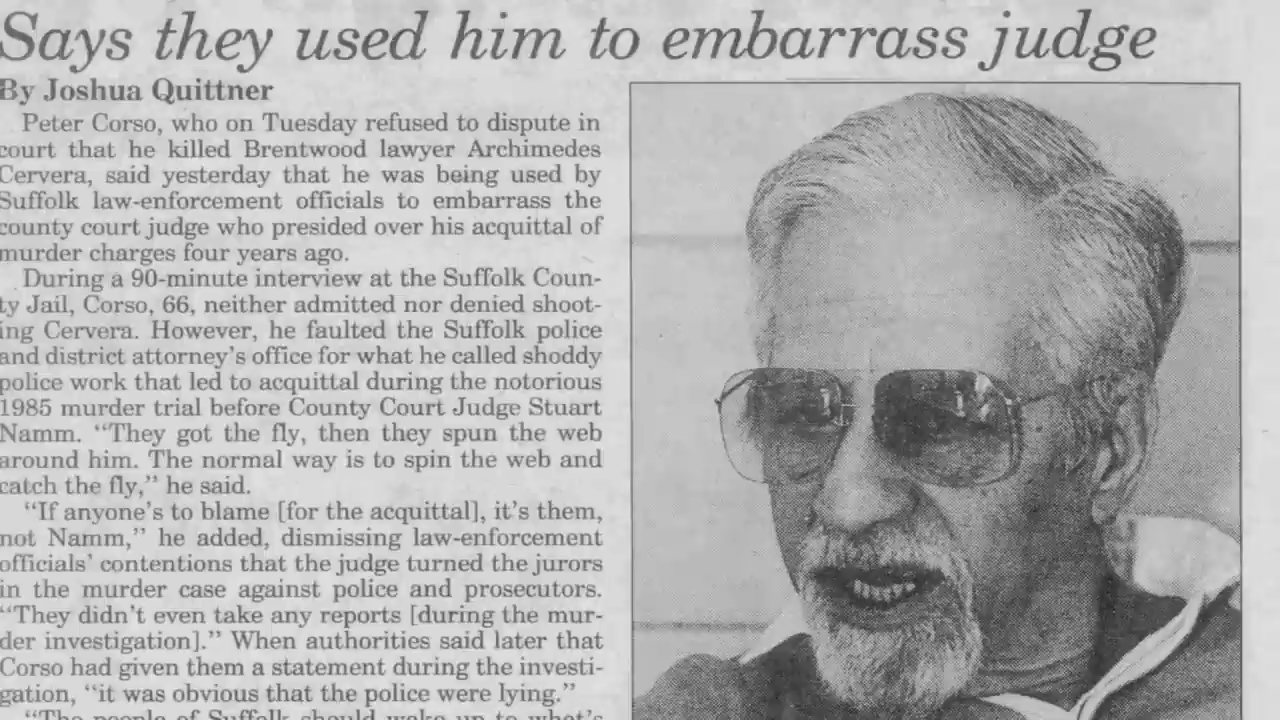 Says they used him to embarrass judge
By Joshua Quittner
Peter Corso, who on Tuesday refused to dispute in
court that he killed Brentwood lawyer Archimedes
Cervera, said yesterday that he was being used by
Suffolk law-enforcement officials to embarrass the
county court judge who presided over his acquittal of
murder charges four years ago.
During a 90-minute interview at the Suffolk Coun-
ty Jail, Corso, 66, neither admitted nor denied shoot-
ing Cervera. However, he faulted the Suffolk police
and district attorney's office for what he called shoddy
police work that led to acquittal during the notorious
1985 murder trial before County Court Judge Stuart
Namm. “They got the fly, then they spun the web
around him. The normal way is to spin the web and
catch the fly,” he said.
“If anyone's to blame [for the acquittal], it's them,
not Namm,” he added, dismissing law-enforcement
officials' contentions that the judge turned the jurors
in the murder case against police and prosecutors.
“They didn't even take any reports [during the mur-
der investigation].” When authorities said later that
Corso had given them a statement during the investi-
gation, “it was obvious that the police were lying.”
“The people of Suffolk should wake up to what's